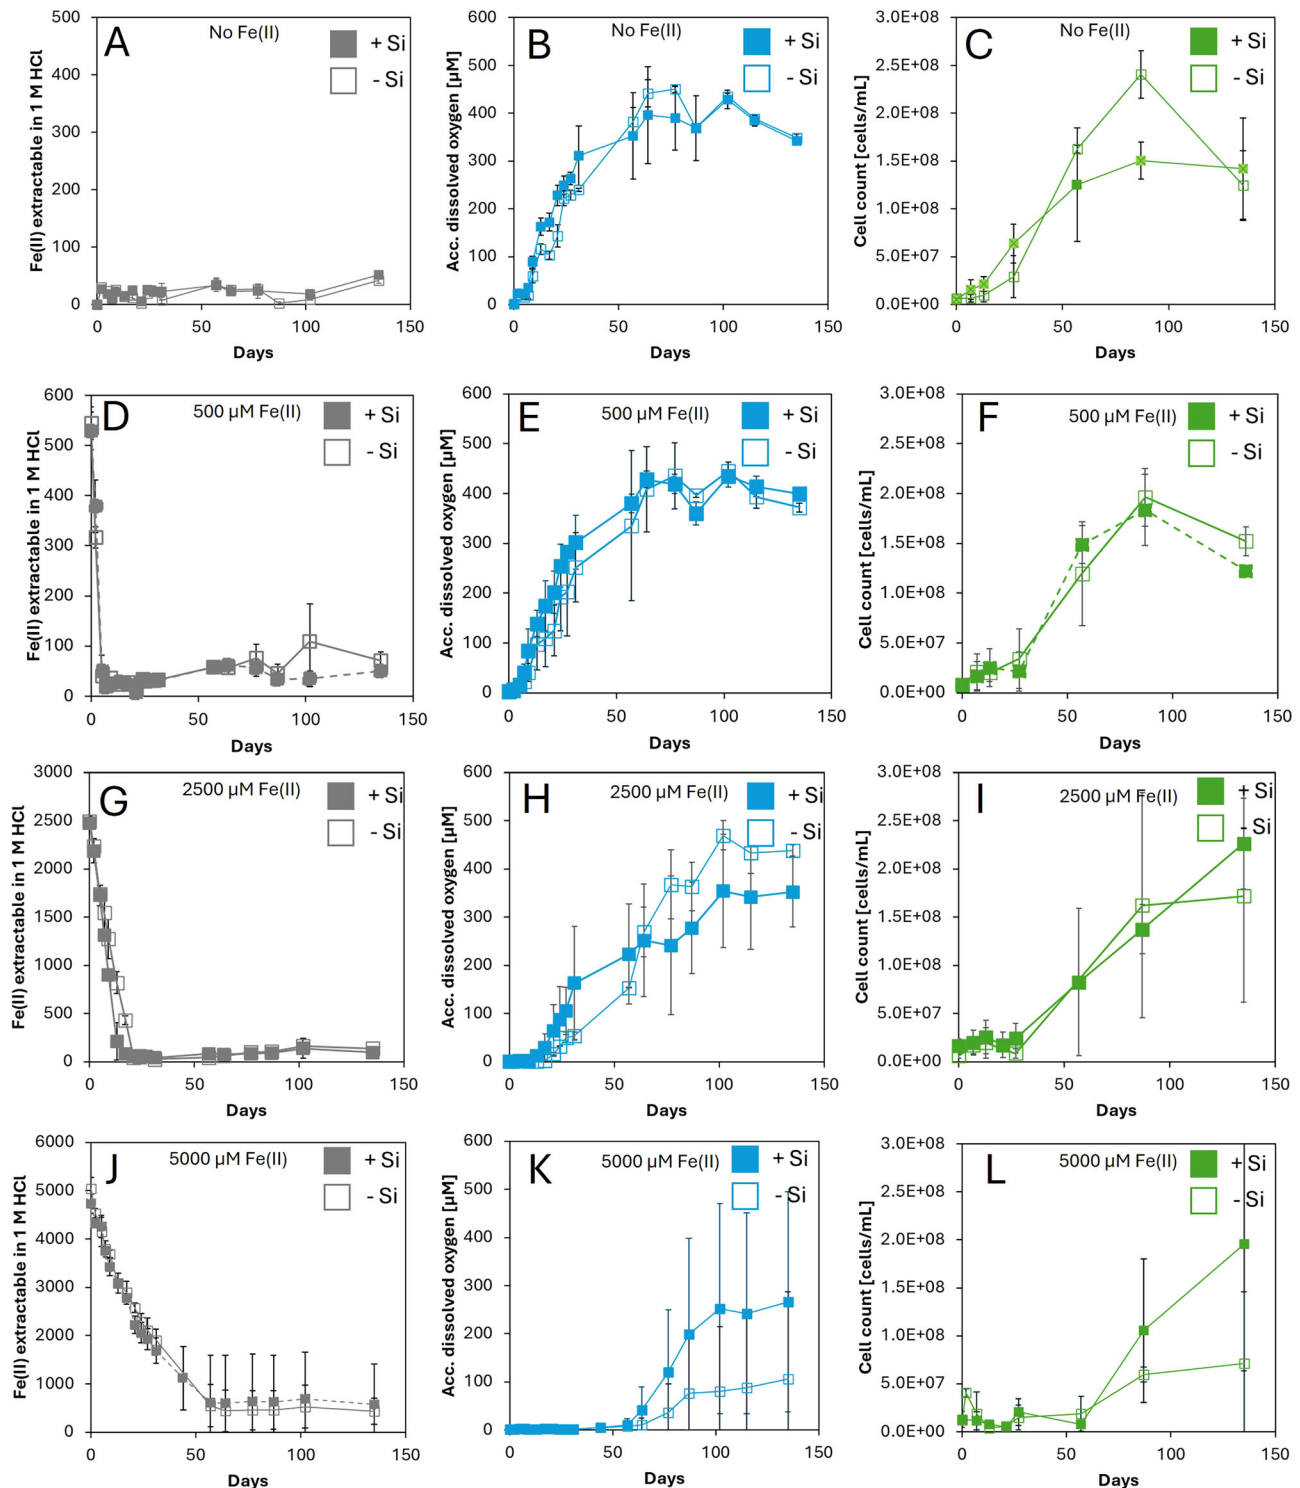 A
No Fe(II)
+ Si
- Si
Fe(II) extractable in 1 M HCl
500
400
300
200
100
0
0 50 100 150
Days
B
No Fe(II)
+ Si
- Si
Acc. dissolved oxygen [µM]
600
500
400
300
200
100
0
0 50 100 150
Days
C
No Fe(II)
+ Si
- Si
Cell count [cells/mL]
3.0E+08
2.5E+08
2.0E+08
1.5E+08
1.0E+08
5.0E+07
0.0E+00
0 50 100 150
Days
D
500 µM Fe(II)
+ Si
- Si
Fe(II) extractable in 1 M HCl
600
500
400
300
200
100
0
0 50 100 150
Days
E
500 µM Fe(II)
+ Si
- Si
Acc. dissolved oxygen [µM]
600
500
400
300
200
100
0
0 50 100 150
Days
F
500 µM Fe(II)
+ Si
- Si
Cell count [cells/mL]
3.0E+08
2.5E+08
2.0E+08
1.5E+08
1.0E+08
5.0E+07
0.0E+00
0 50 100 150
Days
G
2500 µM Fe(II)
+ Si
- Si
Fe(II) extractable in 1 M HCl
3000
2500
2000
1500
1000
500
0
0 50 100 150
Days
H
2500 µM Fe(II)
+ Si
- Si
Acc. dissolved oxygen [µM]
600
500
400
300
200
100
0
0 50 100 150
Days
I
2500 µM Fe(II)
+ Si
- Si
Cell count [cells/mL]
3.0E+08
2.5E+08
2.0E+08
1.5E+08
1.0E+08
5.0E+07
0.0E+00
0 50 100 150
Days
J
5000 µM Fe(II)
+ Si
- Si
Fe(II) extractable in 1 M HCl
6000
5000
4000
3000
2000
1000
0
0 50 100 150
Days
K
5000 µM Fe(II)
+ Si
- Si
Acc. dissolved oxygen [µM]
600
500
400
300
200
100
0
0 50 100 150
Days
L
5000 µM Fe(II)
+ Si
- Si
Cell count [cells/mL]
3.0E+08
2.5E+08
2.0E+08
1.5E+08
1.0E+08
5.0E+07
0.0E+00
0 50 100 150
Days